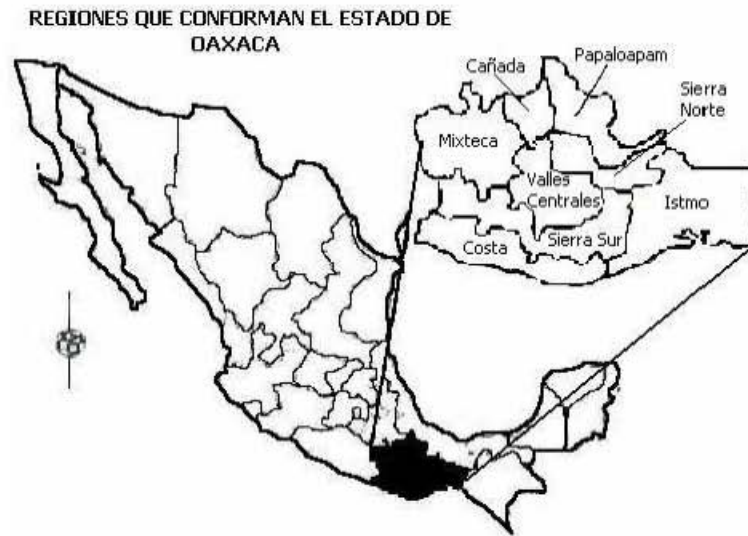 REGIONES QUE CONFORMAN EL ESTADO DE
OAXACA
Cañada
Papaloapam
Sierra
Norte
Mixteca
Valles
Centrales
Istmo
Costa
Sierra Sur